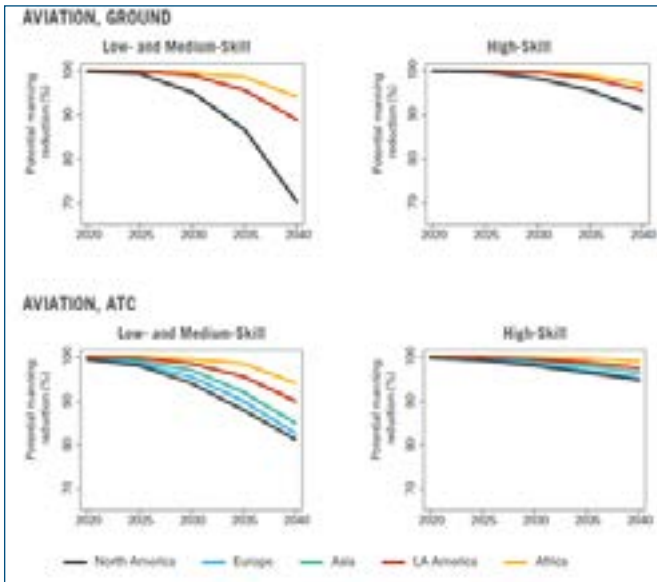 AVIATION, GROUND
Low- and Medium-Skill
High-Skill
Potential manning
reduction (%)
100
90
80
70
2020 2025 2030 2035 2040
Potential manning
reduction (%)
100
90
80
70
2020 2025 2030 2035 2040
AVIATION, ATC
Low- and Medium-Skill
High-Skill
Potential manning
reduction (%)
100
90
80
70
2020 2025 2030 2035 2040
Potential manning
reduction (%)
100
90
80
70
2020 2025 2030 2035 2040
North America Europe Asia LA America Africa